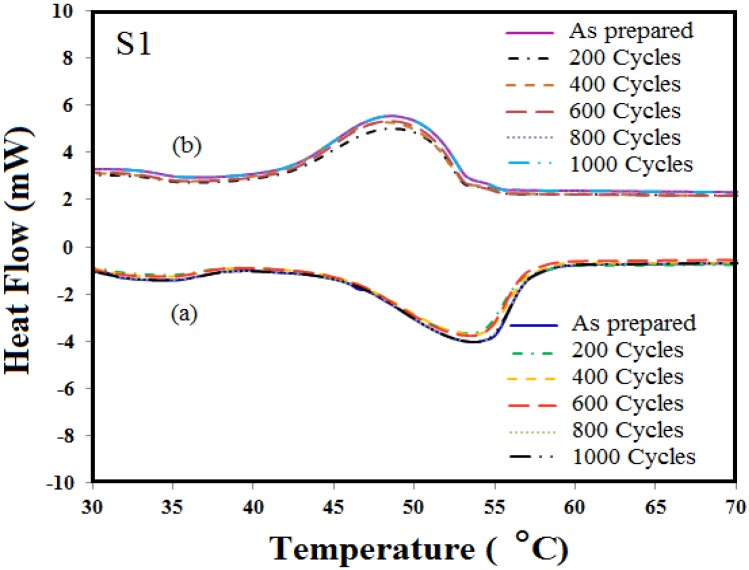 S1
As prepared
200 Cycles
400 Cycles
600 Cycles
800 Cycles
1000 Cycles
(b)
(a)
As prepared
200 Cycles
400 Cycles
600 Cycles
800 Cycles
1000 Cycles
Heat Flow (mW)
10
8
6
4
2
0
-2
-4
-6
-8
-10
30
35
40
45
50
55
60
65
70
Temperature ( °C)